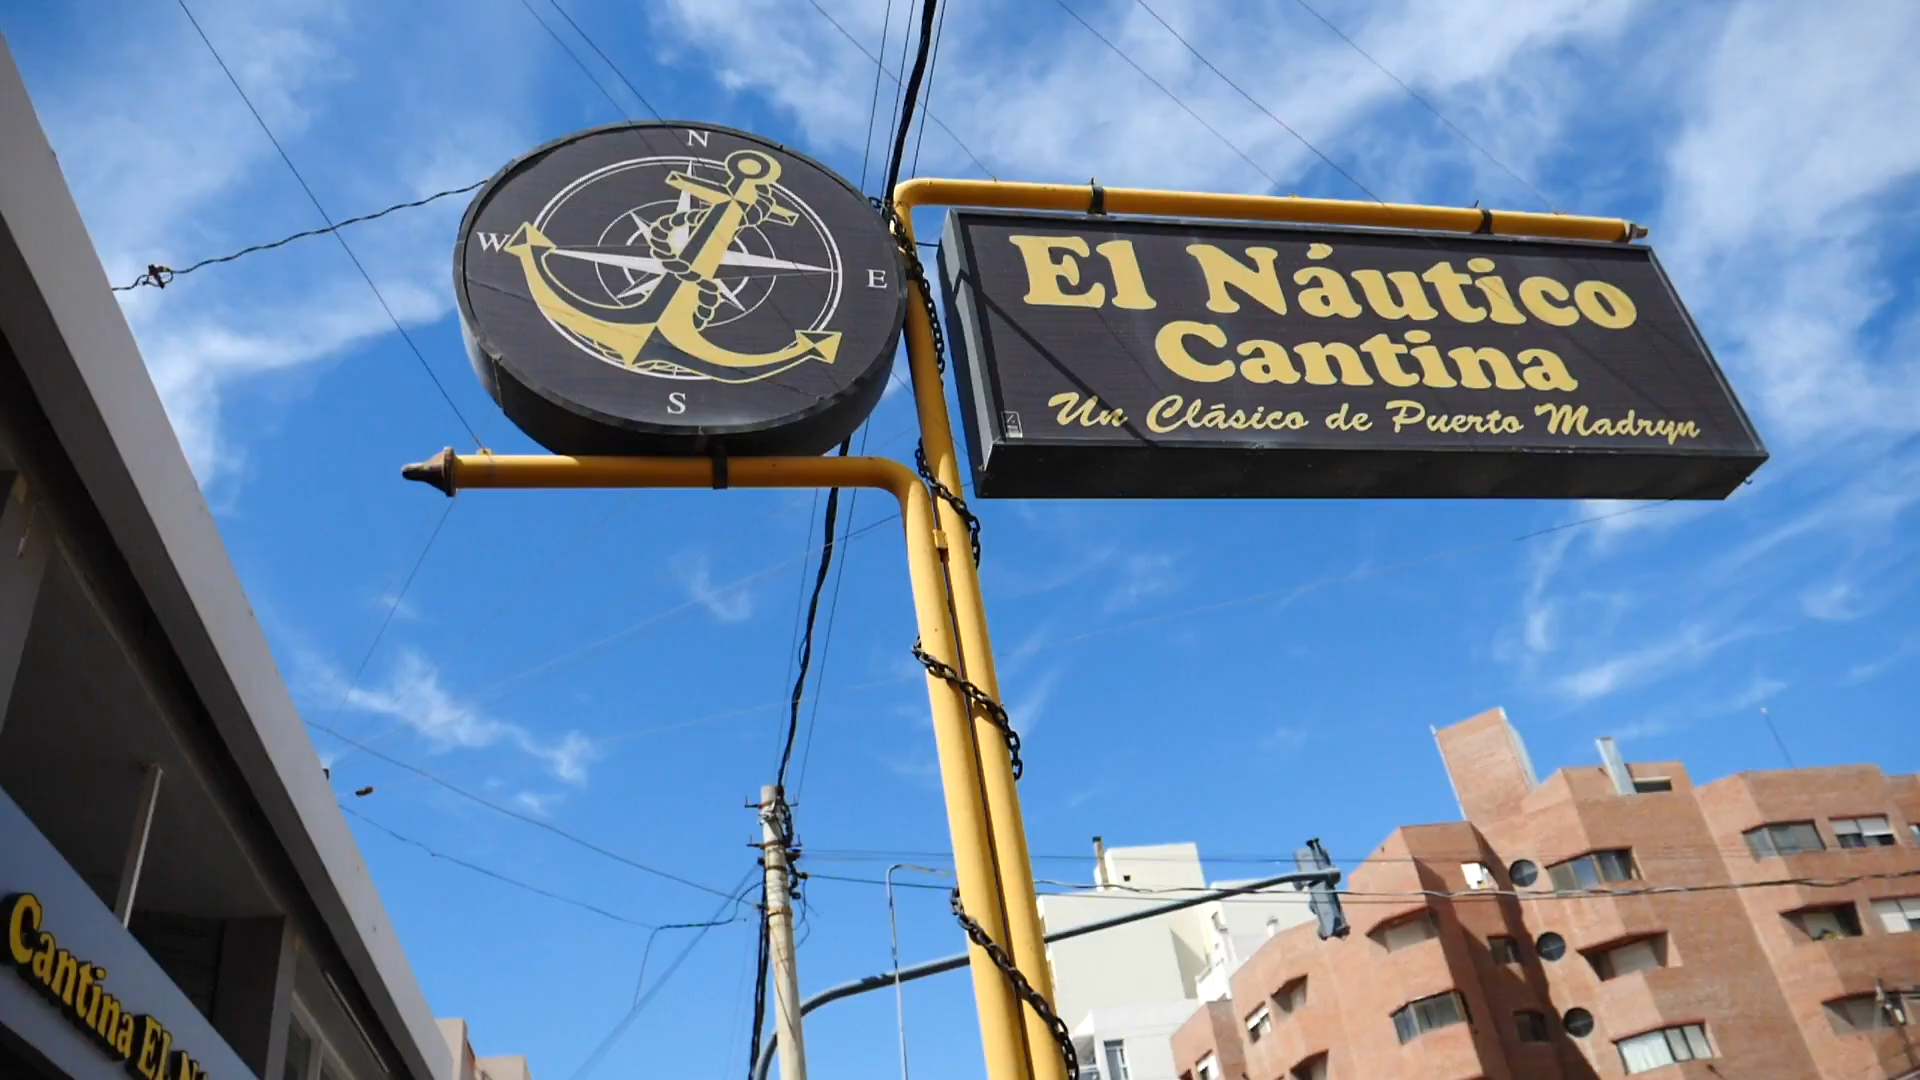 N
W
E
S
El Náutico
Cantina
Un Clásico de Puerto Madryn
Cantina El